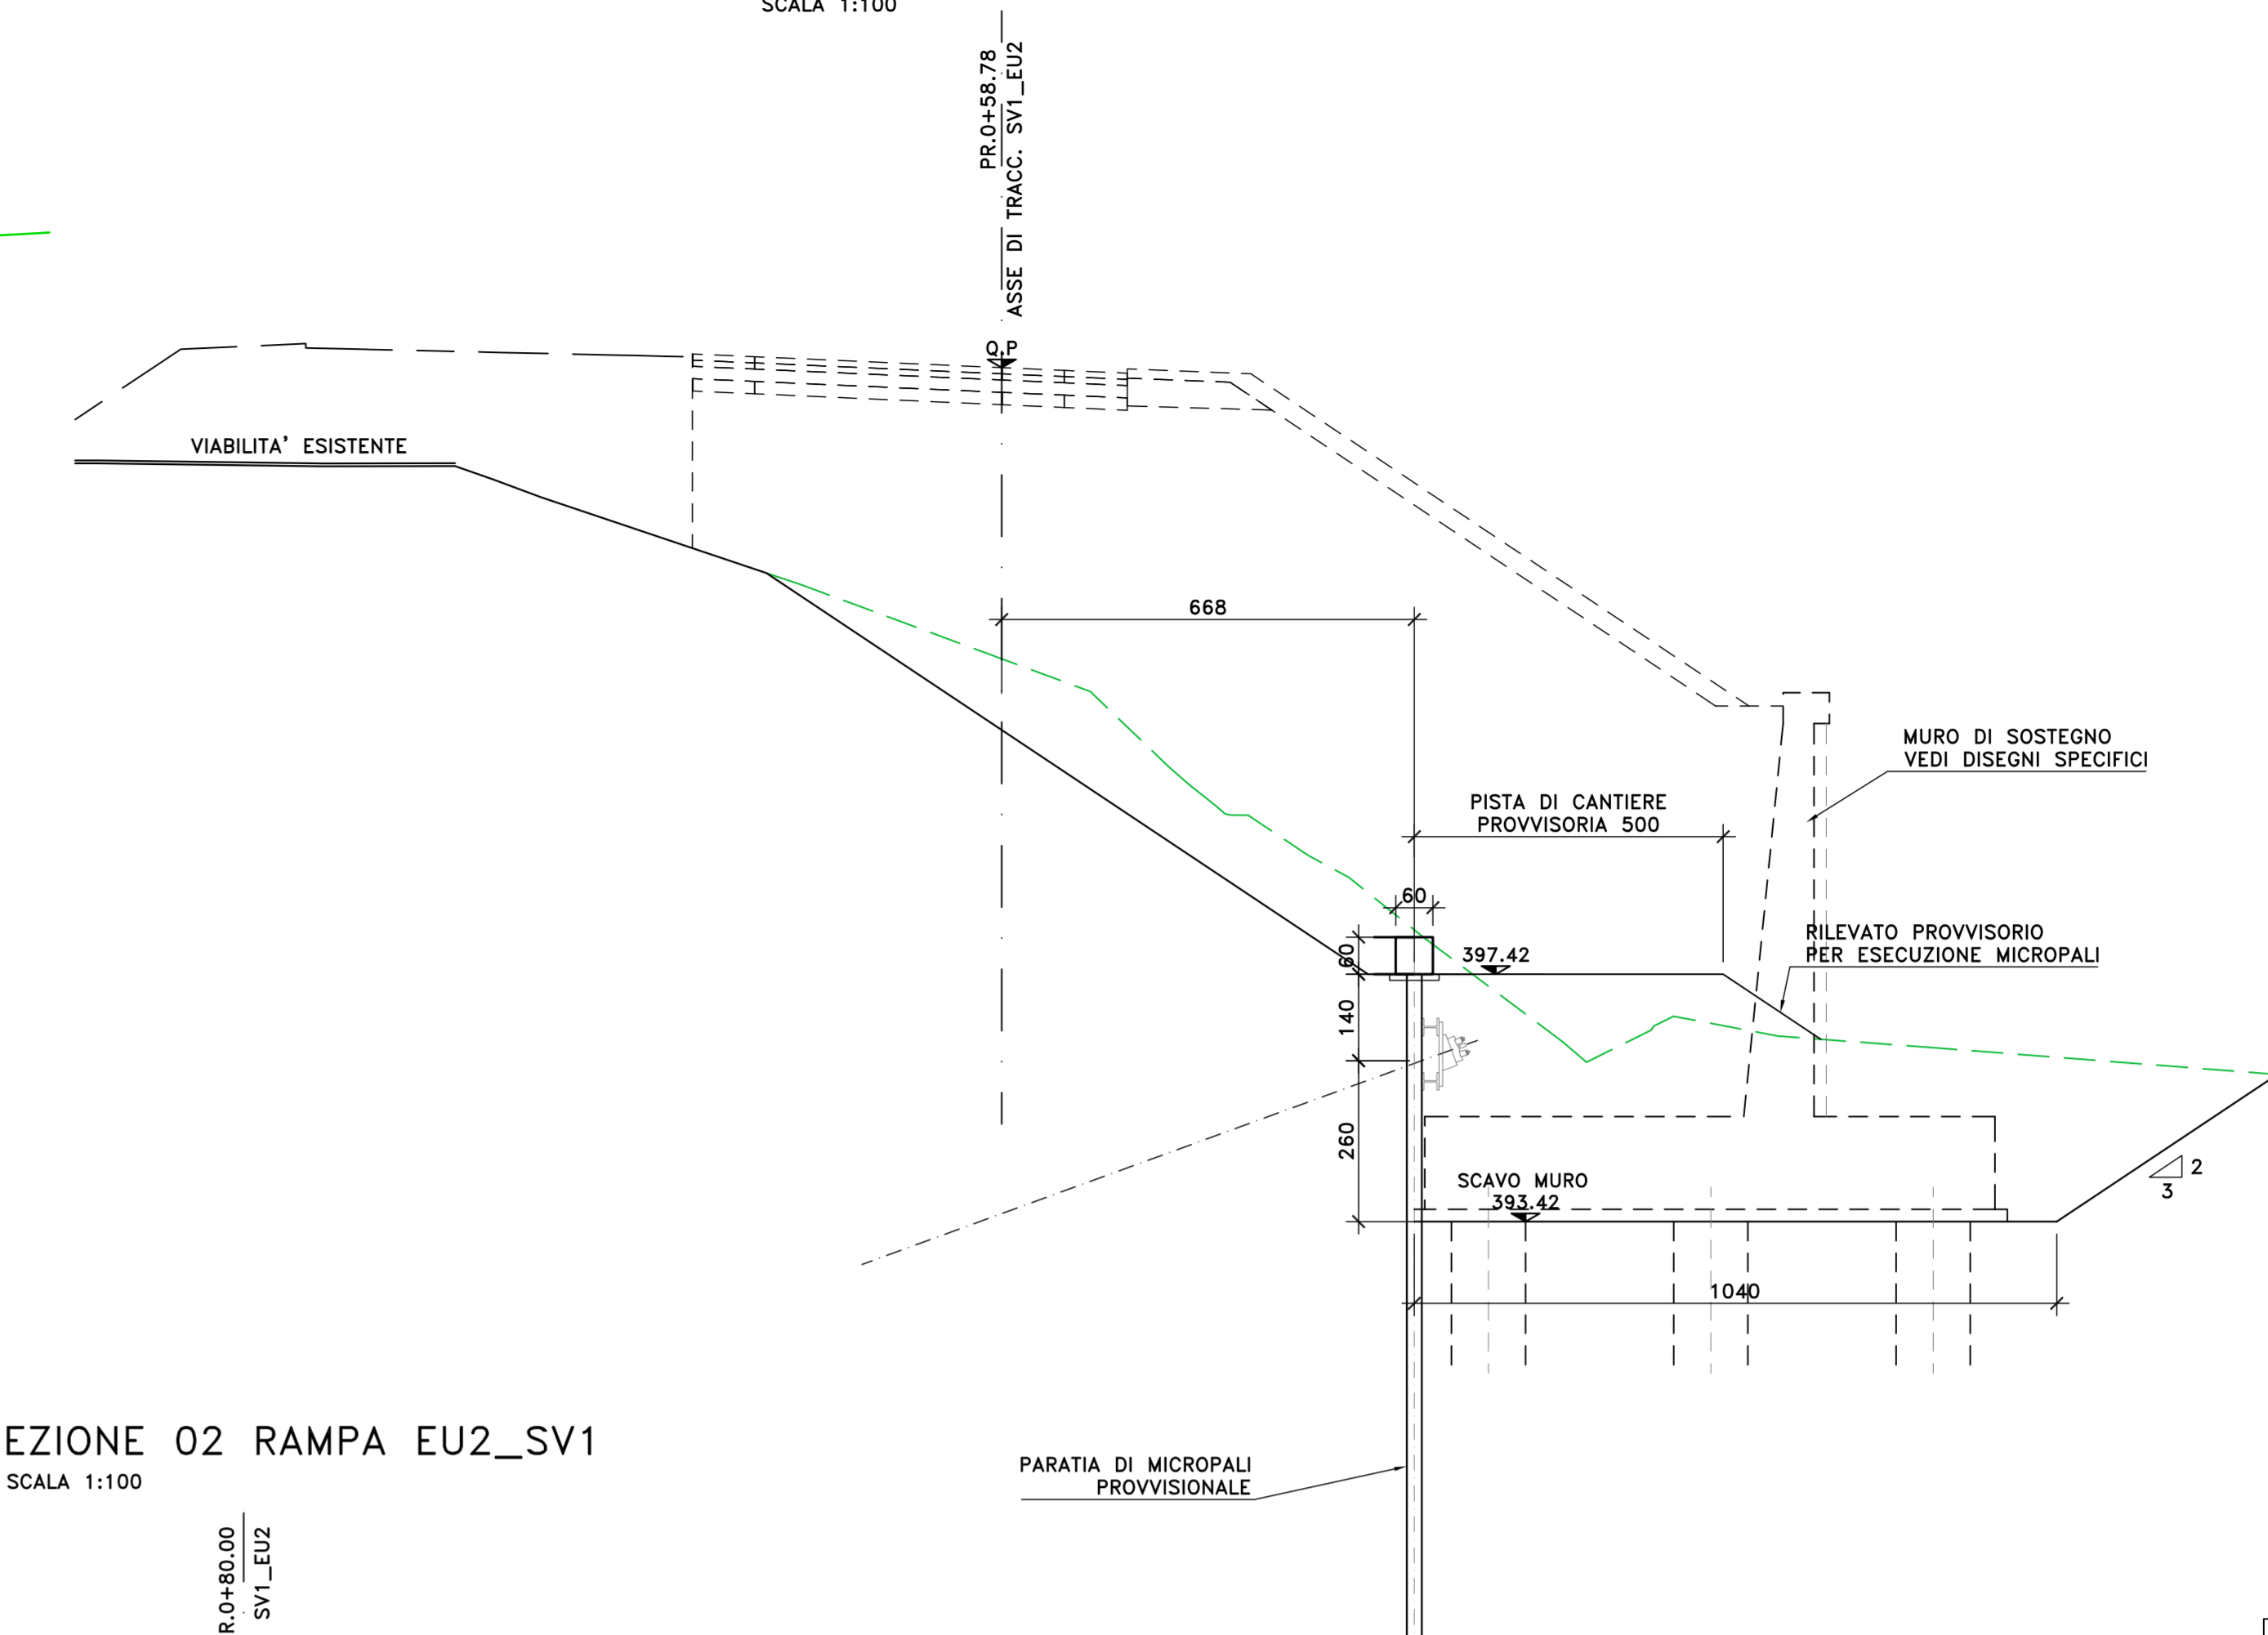 SCALA 1:100
PR.0+58.78
ASSE DI TRACC. SV1_EU2
Q.P
VIABILITA' ESISTENTE
668
MURO DI SOSTEGNO
VEDI DISEGNI SPECIFICI
PISTA DI CANTIERE
PROVVISORIA 500
60
60
397.42
RILEVATO PROVVISORIO
PER ESECUZIONE MICROPALI
140
260
SCAVO MURO
393.42
2
3
1040
EZIONE 02 RAMPA EU2_SV1
SCALA 1:100
PARATIA DI MICROPALI
PROVVISIONALE
R.0+80.00
SV1_EU2